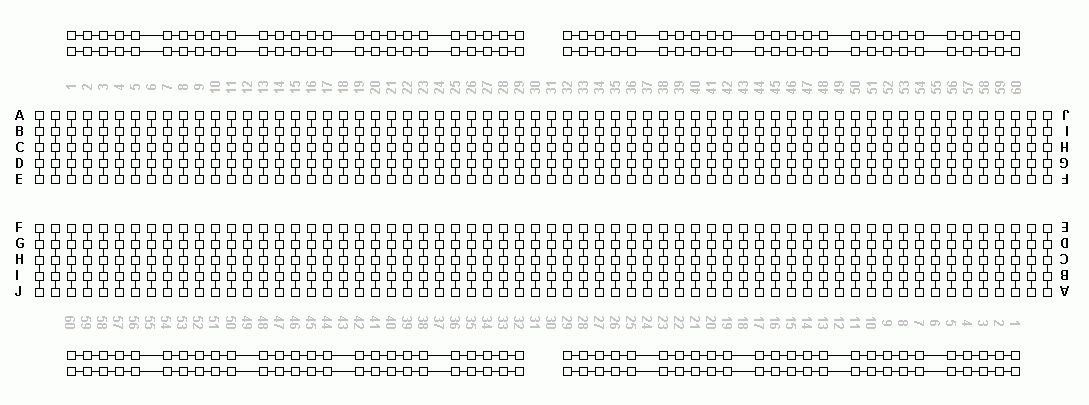 1 2 3 4 5 6 7 8 9 10 11 12 13 14 15 16 17 18 19 20 21 22 23 24 25 26 27 28 29 30 31 32 33 34 35 36 37 38 39 40 41 42 43 44 45 46 47 48 49 50 51 52 53 54 55 56 57 58 59 60
A J
B I
C H
D G
E F
F E
G D
H C
I B
J A
60 59 58 57 56 55 54 53 52 51 50 49 48 47 46 45 44 43 42 41 40 39 38 37 36 35 34 33 32 31 30 29 28 27 26 25 24 23 22 21 20 19 18 17 16 15 14 13 12 11 10 9 8 7 6 5 4 3 2 1